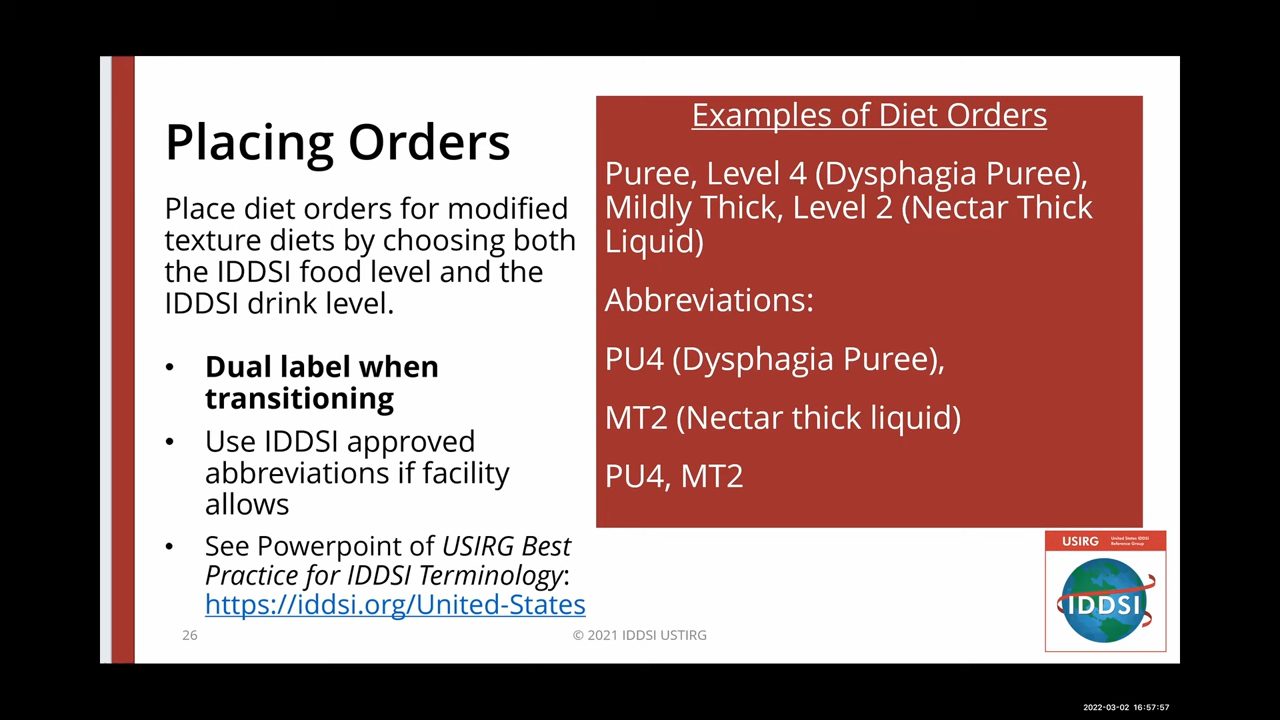 Placing Orders
Place diet orders for modified
texture diets by choosing both
the IDDSI food level and the
IDDSI drink level.
• Dual label when
transitioning
• Use IDDSI approved
abbreviations if facility
allows
• See Powerpoint of USIRG Best
Practice for IDDSI Terminology:
https://iddsi.org/United-States
Examples of Diet Orders
Puree, Level 4 (Dysphagia Puree),
Mildly Thick, Level 2 (Nectar Thick
Liquid)
Abbreviations:
PU4 (Dysphagia Puree),
MT2 (Nectar thick liquid)
PU4, MT2
USIRG
United States IDDSI
Reference Group
IDDSI
26
© 2021 IDDSI USTIRG
2022-03-02 16:57:57